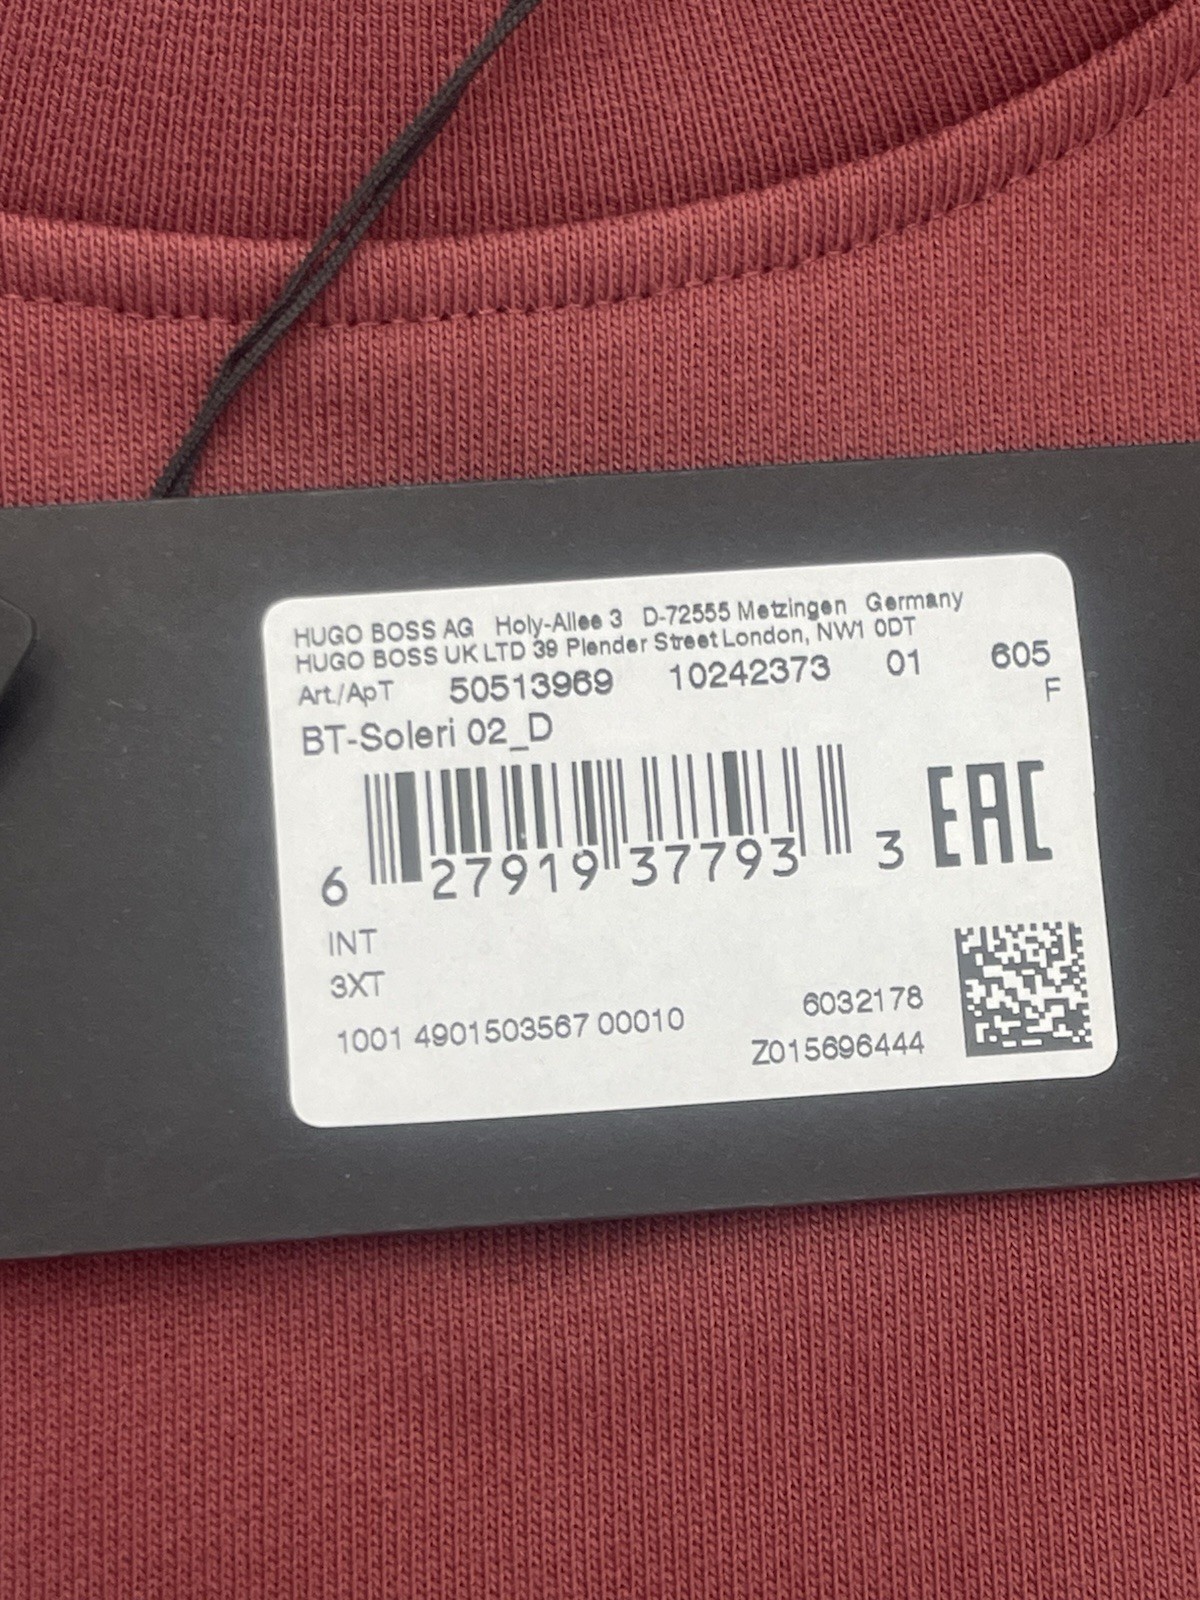 HUGO BOSS AG Holy-Allee 3 D-72555 Metzingen Germany
HUGO BOSS UK LTD 39 Plender Street London, NW1 0DT
Art./ApT 50513969 10242373 01 605
F
BT-Soleri 02_D
EAC
6 27919 37793 3
INT
3XT
1001 4901503567 00010
6032178
Z015696444